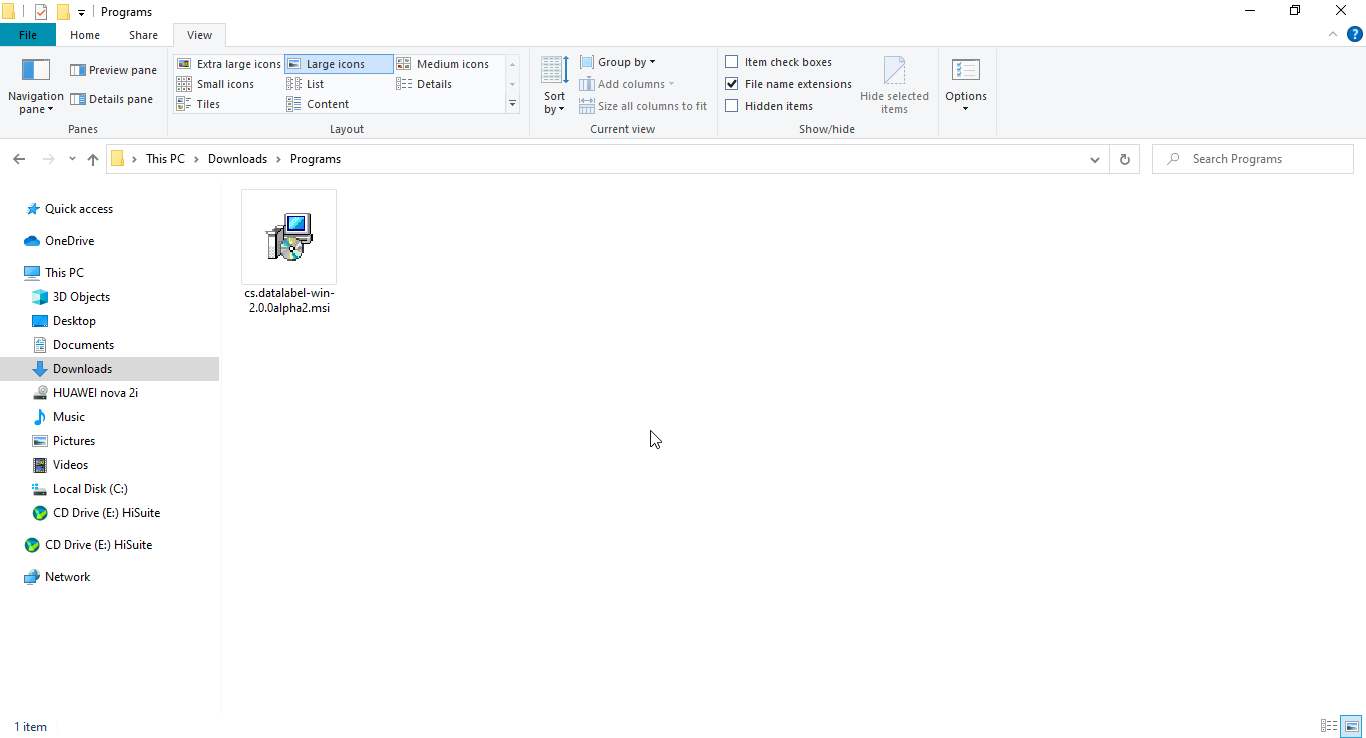 Programs
File Home Share View
Extra large icons Large icons Medium icons
Small icons List Details
Tiles Content
Navigation
pane
Preview pane
Details pane
Sort
by
Group by
Add columns
Size all columns to fit
Item check boxes
File name extensions
Hidden items
Hide selected
items
Options
Panes Layout Current view Show/hide
This PC Downloads Programs
Search Programs
Quick access
OneDrive
This PC
3D Objects
Desktop
Documents
Downloads
HUAWEI nova 2i
Music
Pictures
Videos
Local Disk (C:)
CD Drive (E:) HiSuite
CD Drive (E:) HiSuite
Network
cs.datalabel-win-
2.0.0alpha2.msi
1 item